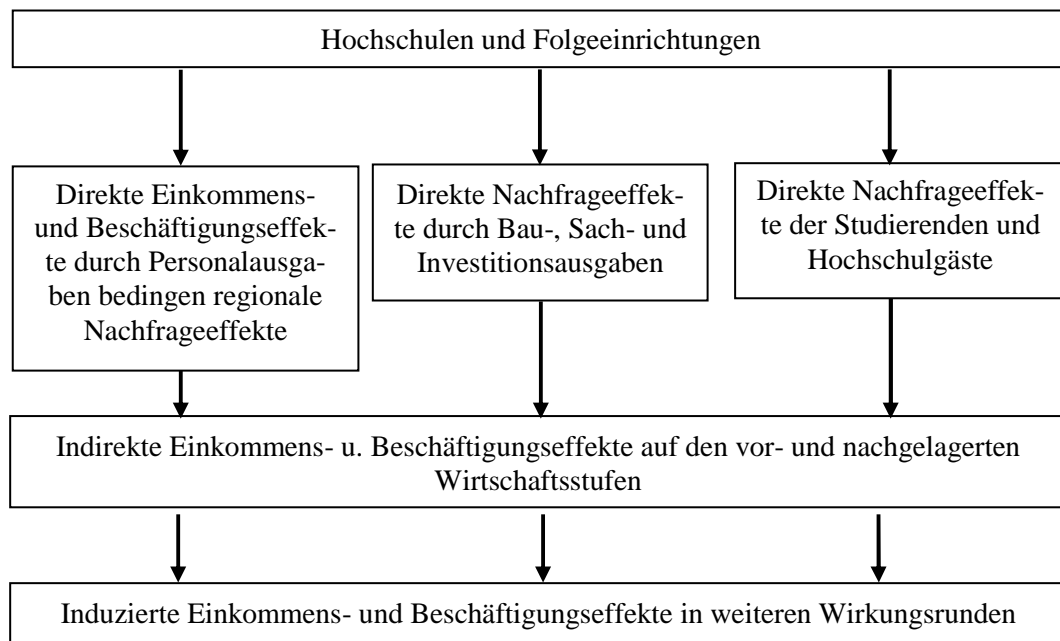 Hochschulen und Folgeeinrichtungen
Direkte Einkommens-
und Beschäftigungseffek-
te durch Personalausga-
ben bedingen regionale
Nachfrageeffekte
Direkte Nachfrageeffek-
te durch Bau-, Sach- und
Investitionsausgaben
Direkte Nachfrageeffek-
te der Studierenden und
Hochschulgäste
Indirekte Einkommens- u. Beschäftigungseffekte auf den vor- und nachgelagerten
Wirtschaftsstufen
Induzierte Einkommens- und Beschäftigungseffekte in weiteren Wirkungsrunden